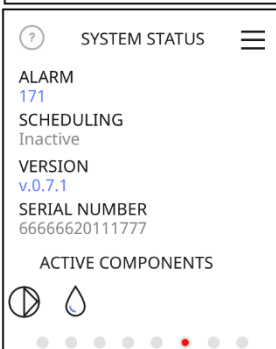 ?
SYSTEM STATUS
ALARM
171
SCHEDULING
Inactive
VERSION
v.0.7.1
SERIAL NUMBER
66666620111777
ACTIVE COMPONENTS